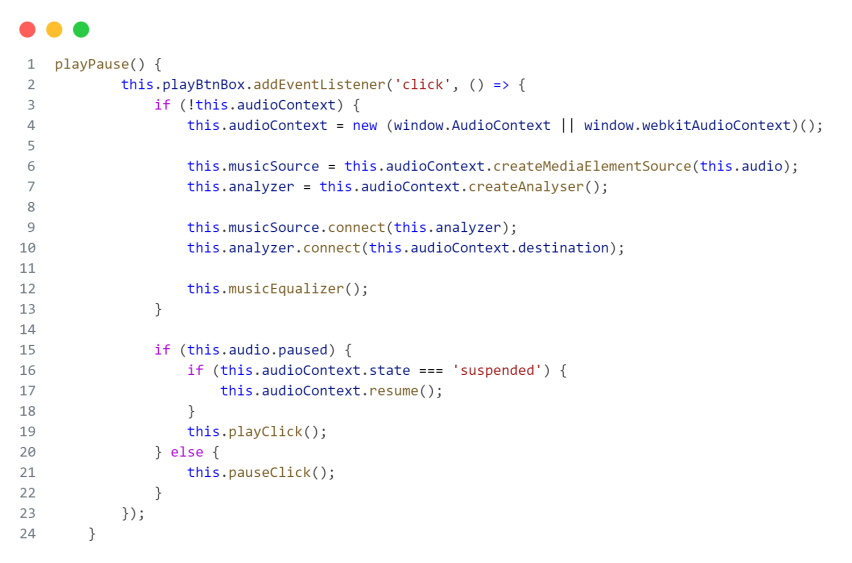 1 playPause() {
2 this.playBtnBox.addEventListener('click', () => {
3 if (!this.audioContext) {
4 this.audioContext = new (window.AudioContext || window.webkitAudioContext)();
5
6 this.musicSource = this.audioContext.createMediaElementSource(this.audio);
7 this.analyzer = this.audioContext.createAnalyser();
8
9 this.musicSource.connect(this.analyzer);
10 this.analyzer.connect(this.audioContext.destination);
11
12 this.musicEqualizer();
13 }
14
15 if (this.audio.paused) {
16 if (this.audioContext.state === 'suspended') {
17 this.audioContext.resume();
18 }
19 this.playClick();
20 } else {
21 this.pauseClick();
22 }
23 });
24 }